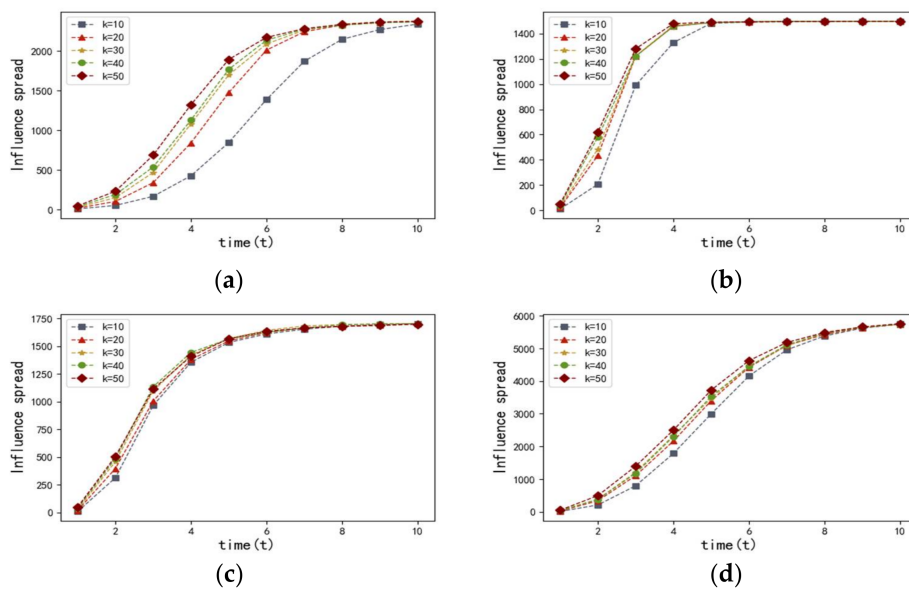 k=10
k=20
k=30
k=40
k=50
Influence spread
2000
1500
1000
500
0
2 4 6 8 10
time(t)
(a)
k=10
k=20
k=30
k=40
k=50
Influence spread
1400
1200
1000
800
600
400
200
0
2 4 6 8 10
time(t)
(b)
k=10
k=20
k=30
k=40
k=50
Influence spread
1750
1500
1250
1000
750
500
250
0
2 4 6 8 10
time(t)
(c)
k=10
k=20
k=30
k=40
k=50
Influence spread
6000
5000
4000
3000
2000
1000
0
2 4 6 8 10
time(t)
(d)